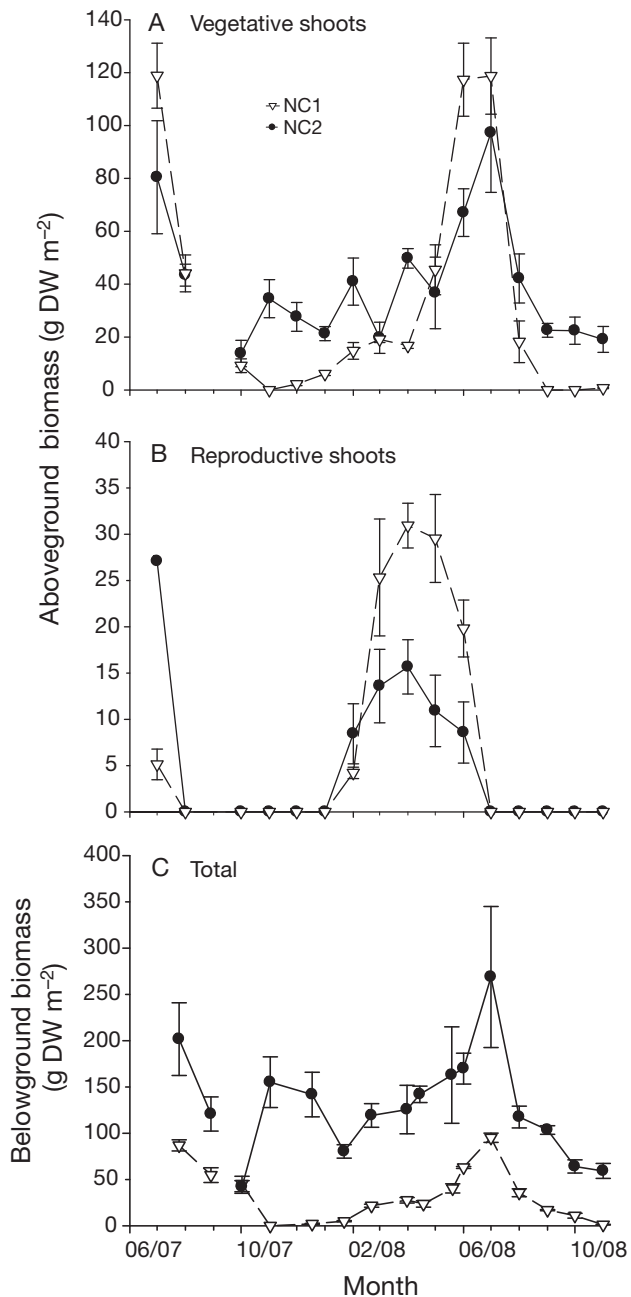 A Vegetative shoots
140
120
100
80
60
40
20
0
NC1
NC2
Aboveground biomass (g DW m⁻²)
B Reproductive shoots
40
35
30
25
20
15
10
5
0
C Total
400
350
300
250
200
150
100
50
0
Belowground biomass
(g DW m⁻²)
06/07 10/07 02/08 06/08 10/08
Month